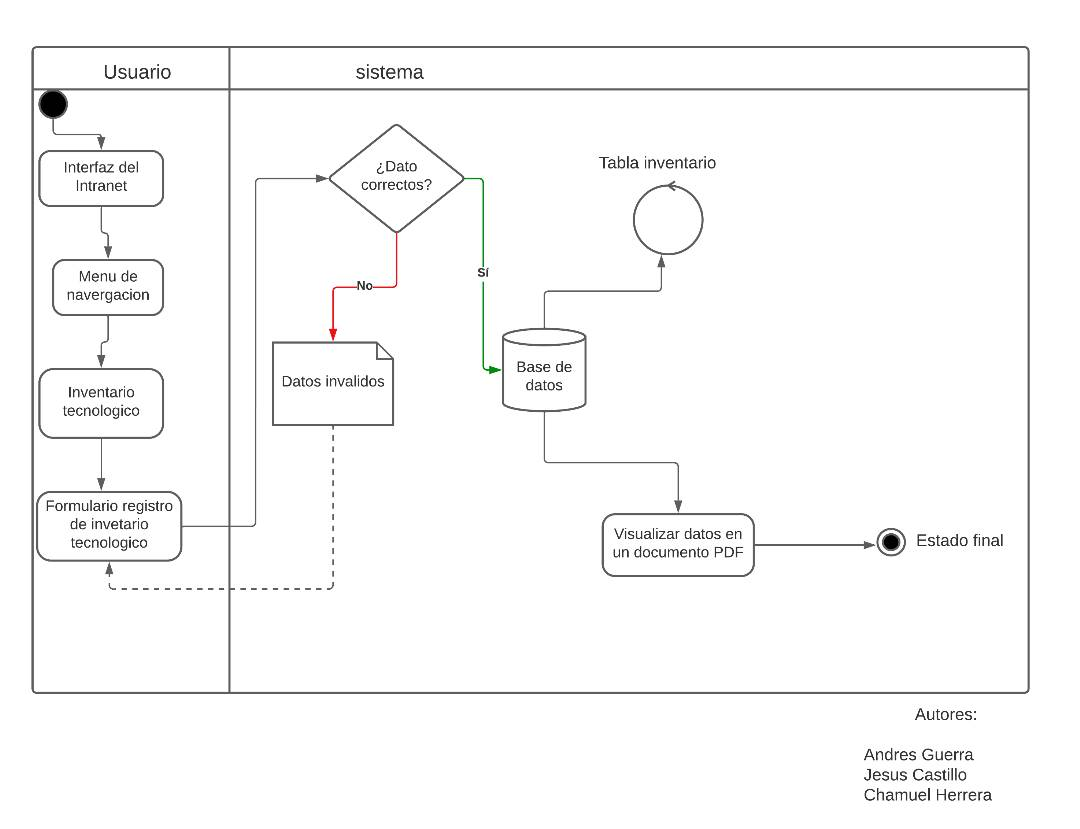 Usuario
sistema
Interfaz del
Intranet
Menu de
navergacion
Inventario
tecnologico
Formulario registro
de invetario
tecnologico
¿Dato
correctos?
No
Sí
Datos invalidos
Tabla inventario
Base de
datos
Visualizar datos en
un documento PDF
Estado final
Autores:
Andres Guerra
Jesus Castillo
Chamuel Herrera